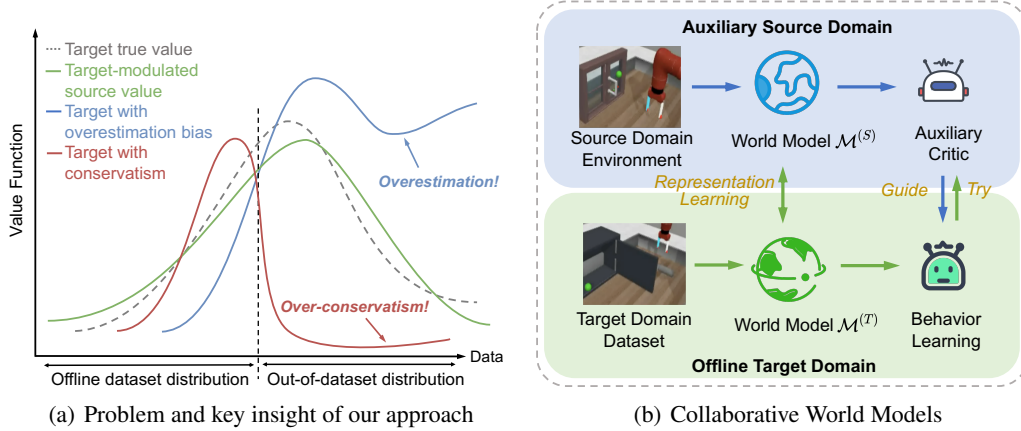 Target true value
Target-modulated
source value
Target with
overestimation bias
Target with
conservatism
Value Function
Overestimation!
Over-conservatism!
Data
Offline dataset distribution
Out-of-dataset distribution
(a) Problem and key insight of our approach
Auxiliary Source Domain
Source Domain
Environment
World Model M^(S)
Auxiliary
Critic
Representation
Learning
Guide
Try
Target Domain
Dataset
World Model M^(T)
Behavior
Learning
Offline Target Domain
(b) Collaborative World Models